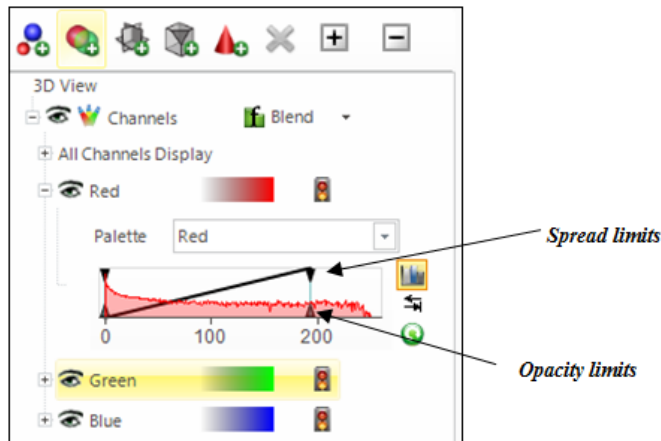 3D View
Channels
Blend
All Channels Display
Red
Palette Red
Spread limits
0 100 200
Opacity limits
Green
Blue